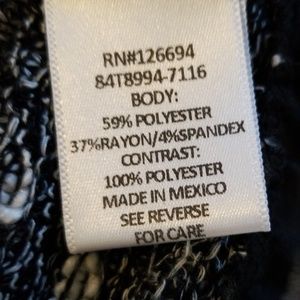 RN#126694
84T8994-7116
BODY:
59% POLYESTER
37%RAYON/4%SPANDEX
CONTRAST:
100% POLYESTER
MADE IN MEXICO
SEE REVERSE
FOR CARE